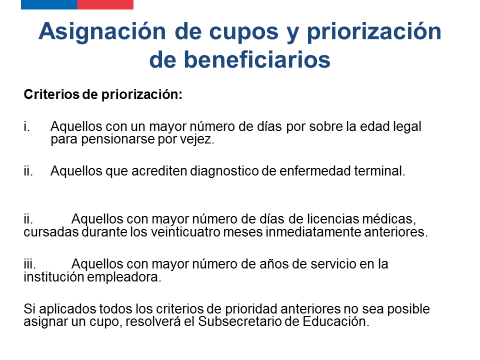 Asignación de cupos y priorización
de beneficiarios
Criterios de priorización:
i. Aquellos con un mayor número de días por sobre la edad legal
para pensionarse por vejez.
ii. Aquellos que acrediten diagnostico de enfermedad terminal.
ii. Aquellos con mayor número de días de licencias médicas,
cursadas durante los veinticuatro meses inmediatamente anteriores.
iii. Aquellos con mayor número de años de servicio en la
institución empleadora.
Si aplicados todos los criterios de prioridad anteriores no sea posible
asignar un cupo, resolverá el Subsecretario de Educación.